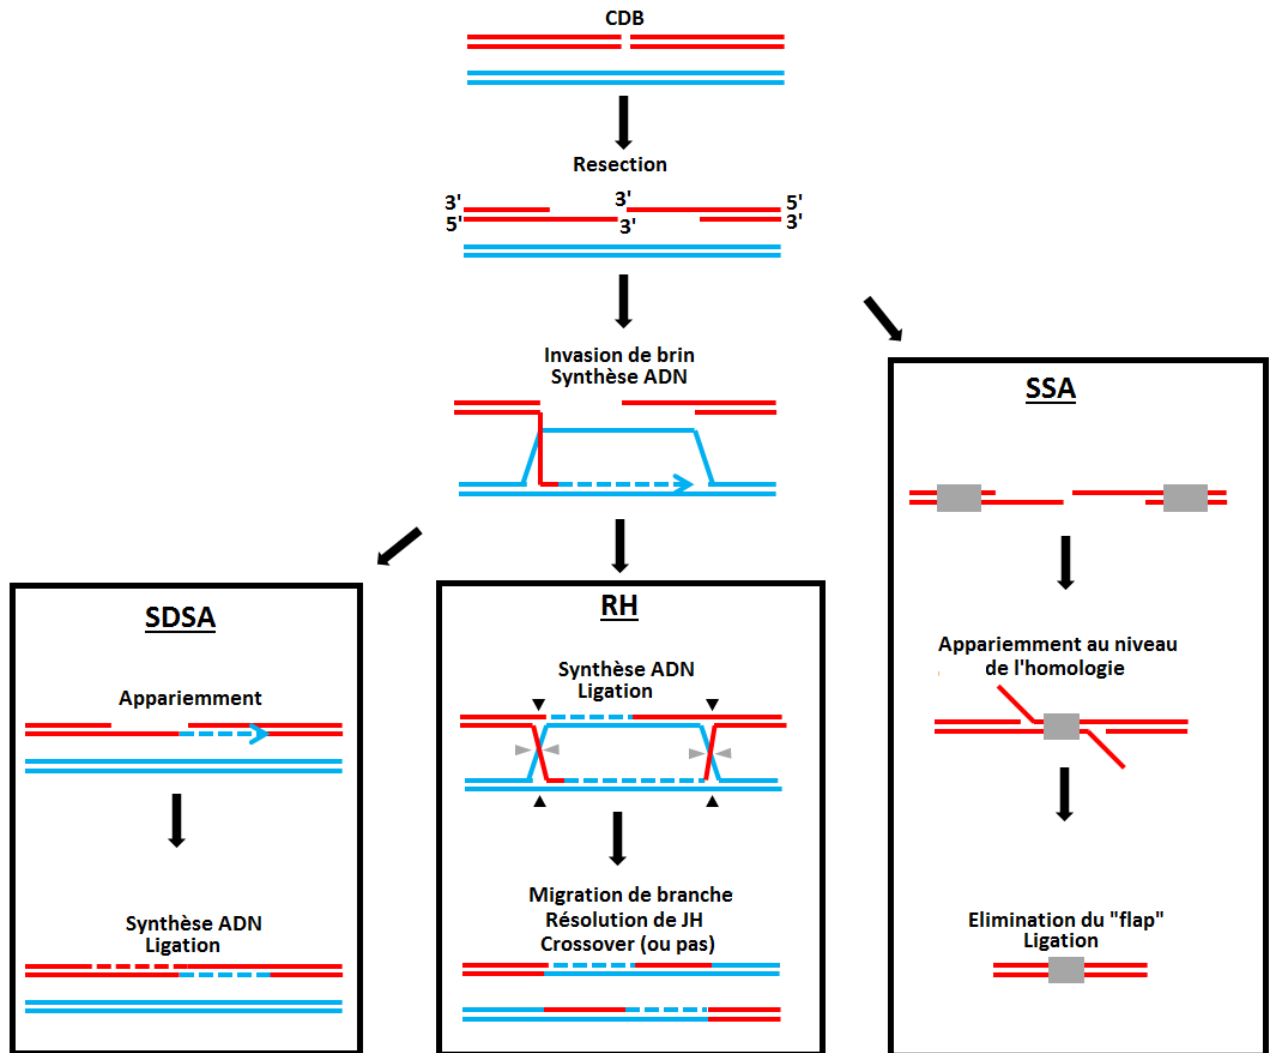 CDB
Resection
3'
3'
5'
5'
3'
3'
Invasion de brin
Synthèse ADN
SSA
Appariemment au niveau
de l'homologie
Elimination du "flap"
Ligation
SDSA
Appariemment
Synthèse ADN
Ligation
RH
Synthèse ADN
Ligation
Migration de branche
Résolution de JH
Crossover (ou pas)